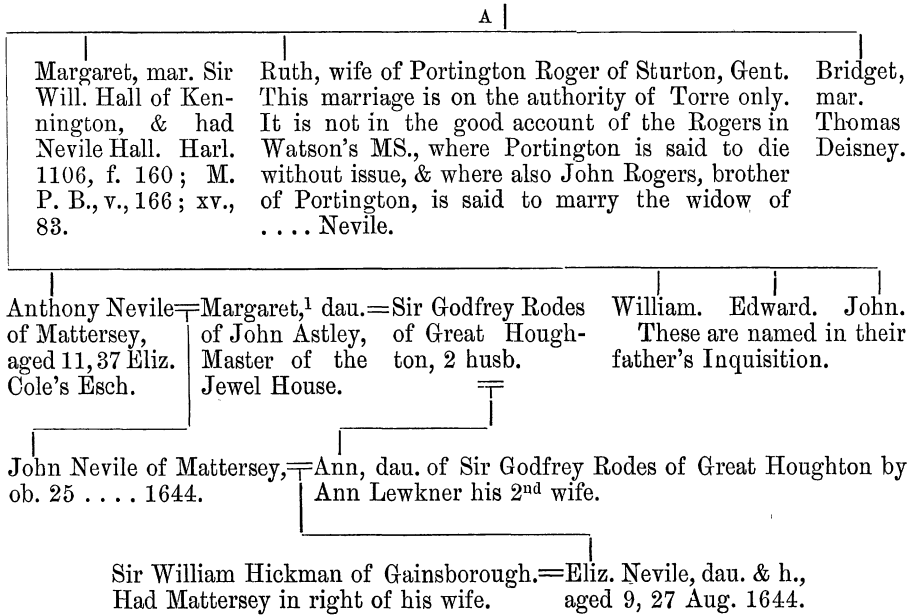 A
Margaret, mar. Sir
Will. Hall of Ken-
nington, & had
Nevile Hall. Harl.
1106, f. 160; M.
P. B., v., 166; xv.,
83.
Ruth, wife of Portington Roger of Sturton, Gent.
This marriage is on the authority of Torre only.
It is not in the good account of the Rogers in
Watson's MS., where Portington is said to die
without issue, & where also John Rogers, brother
of Portington, is said to marry the widow of
.... Nevile.
Bridget,
mar.
Thomas
Deisney.
Anthony Nevile
of Mattersey,
aged 11, 37 Eliz.
Cole's Esch.
=Margaret,¹ dau.
of John Astley,
Master of the
Jewel House.
=Sir Godfrey Rodes
of Great Hough-
ton, 2 husb.
=
William. Edward. John.
These are named in their
father's Inquisition.
John Nevile of Mattersey,
ob. 25 .... 1644.
=Ann, dau. of Sir Godfrey Rodes of Great Houghton by
Ann Lewkner his 2nd wife.
Sir William Hickman of Gainsborough.
Had Mattersey in right of his wife.
=Eliz. Nevile, dau. & h.,
aged 9, 27 Aug. 1644.